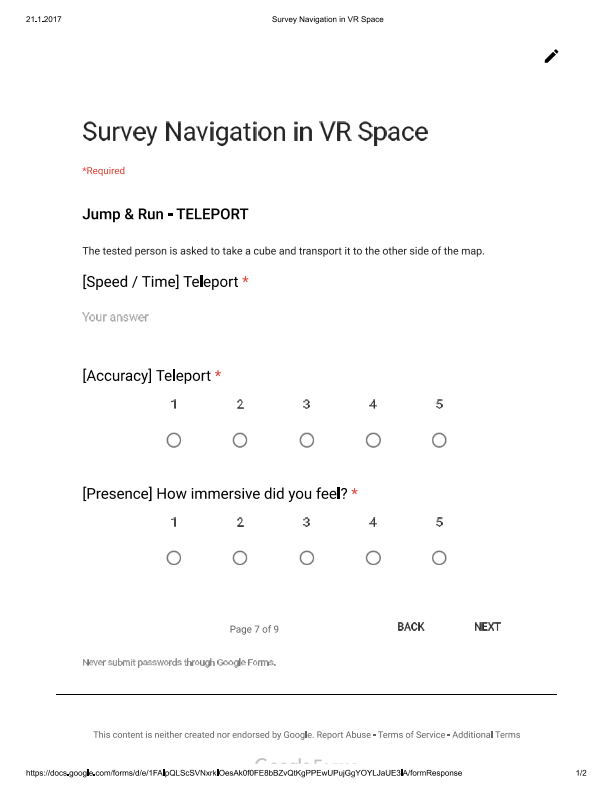 21.1.2017 Survey Navigation in VR Space
Survey Navigation in VR Space
*Required
Jump & Run - TELEPORT
The tested person is asked to take a cube and transport it to the other side of the map.
[Speed / Time] Teleport *
Your answer
[Accuracy] Teleport *
1 2 3 4 5
[Presence] How immersive did you feel? *
1 2 3 4 5
Page 7 of 9 BACK NEXT
Never submit passwords through Google Forms.
This content is neither created nor endorsed by Google. Report Abuse - Terms of Service - Additional Terms
Google Forms
https://docs.google.com/forms/d/e/1FAIpQLScSVNxrkIOesAk0f0FE8bBZvQtKgPPEwUPujGgYOYLJaUE3IA/formResponse 1/2